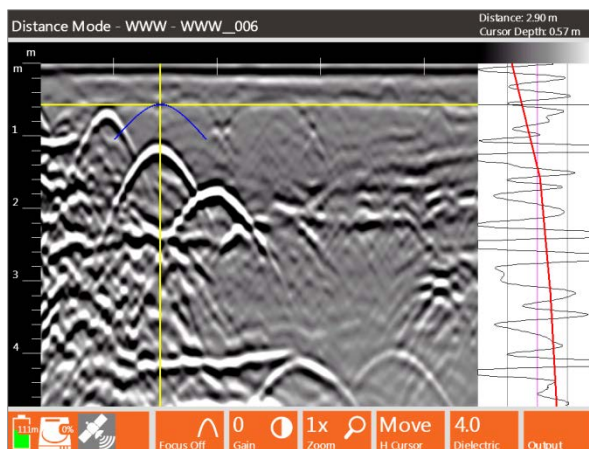 Distance Mode - WWW - WWW__006
Distance: 2.90 m
Cursor Depth: 0.57 m
m
m
1
2
3
4
111m
0%
Focus Off
0
Gain
1x
Zoom
Move
H Cursor
4.0
Dielectric
Output